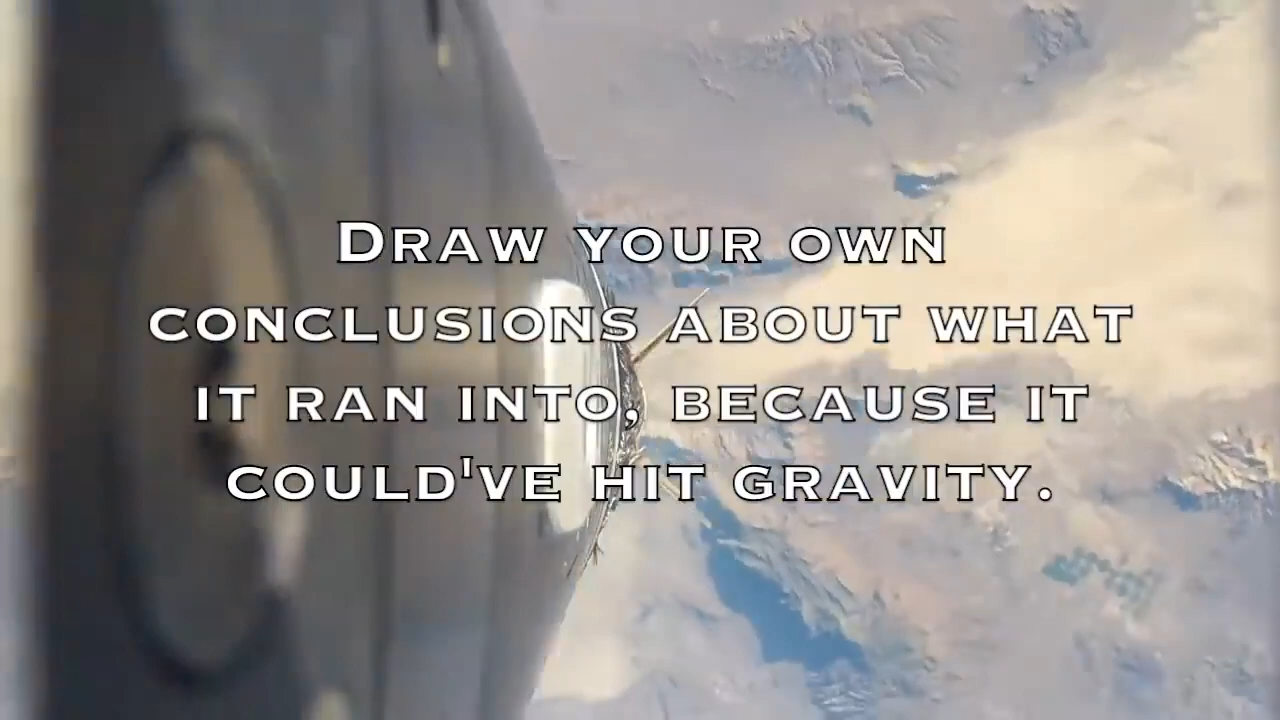 Draw your own
conclusions about what
it ran into, because it
could've hit gravity.